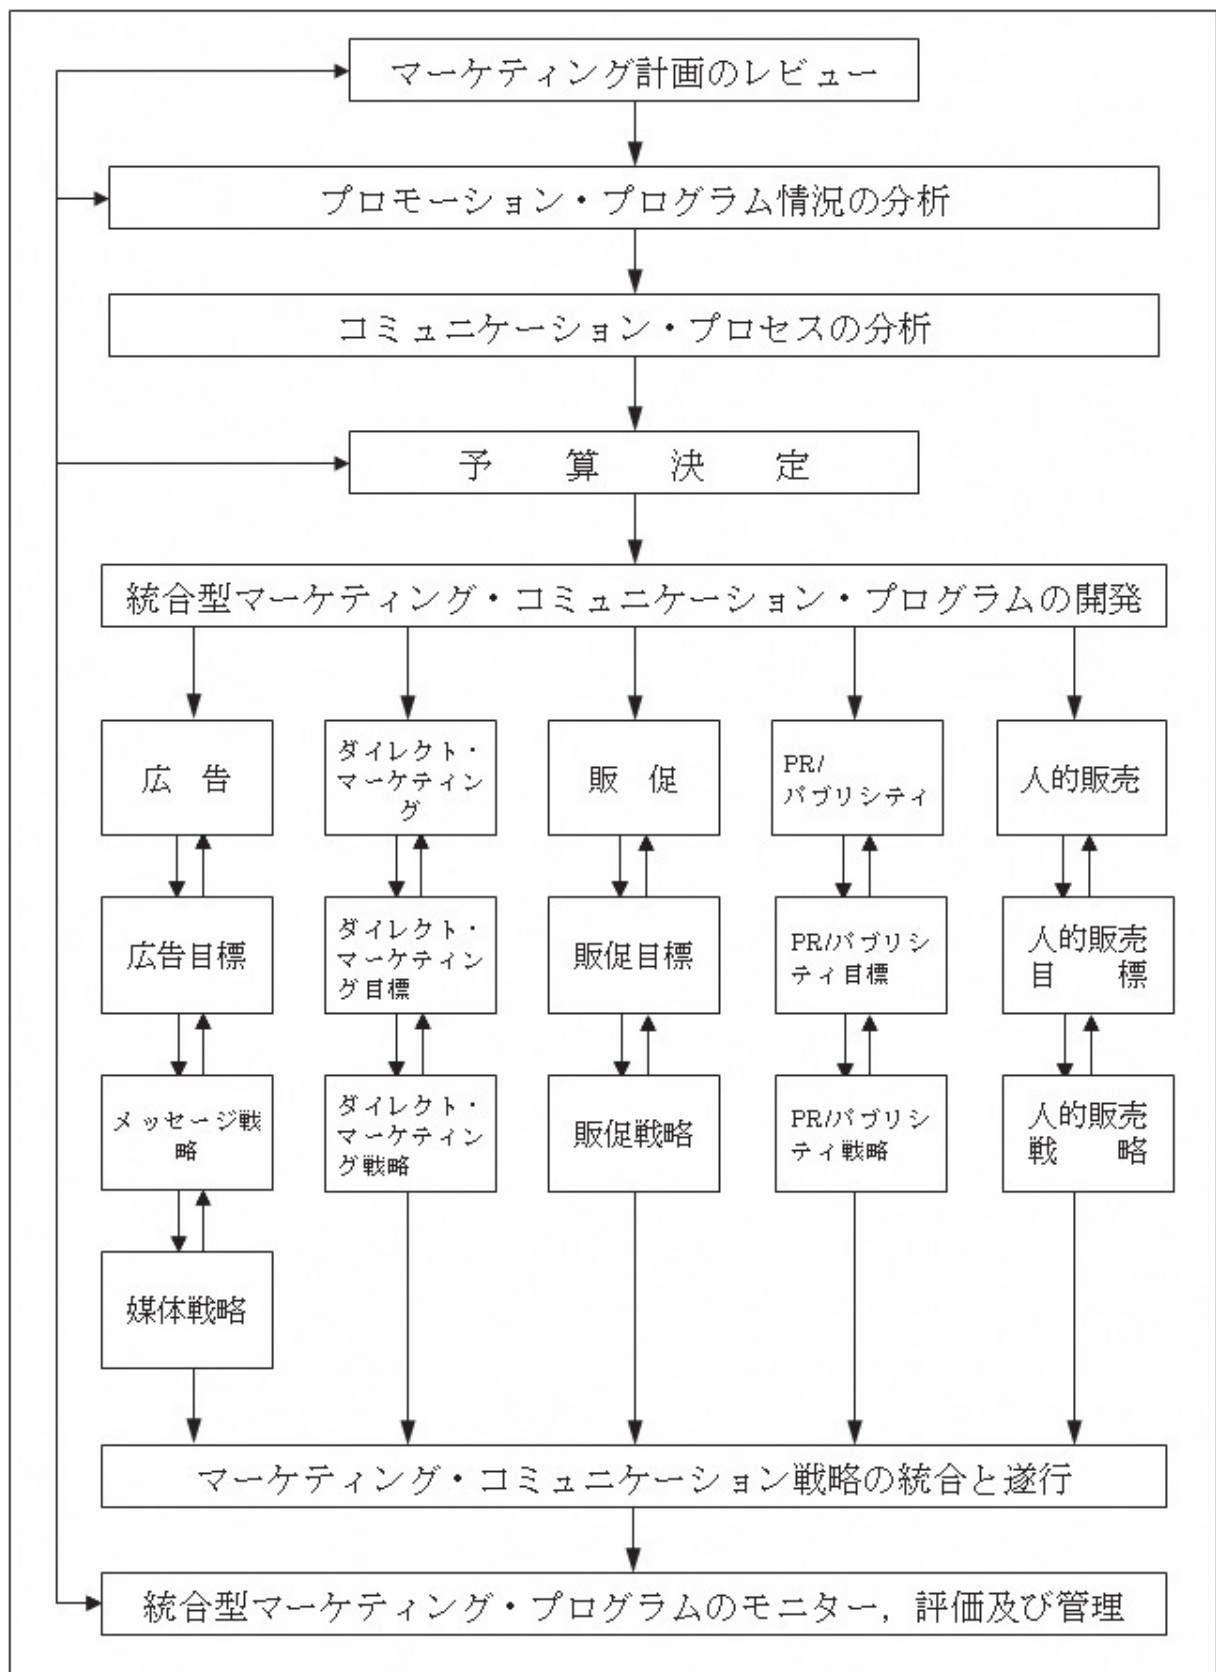 マーケティング計画のレビュー
プロモーション・プログラム情況の分析
コミュニケーション・プロセスの分析
予算決定
統合型マーケティング・コミュニケーション・プログラムの開発
広告
ダイレクト・
マーケティン
グ
販促
PR/
パブリシティ
人的販売
広告目標
ダイレクト・
マーケティン
グ目標
販促目標
PR/パブリシ
ティ目標
人的販売
目標
メッセージ戦
略
ダイレクト・
マーケティン
グ戦略
販促戦略
PR/パブリシ
ティ戦略
人的販売
戦略
媒体戦略
マーケティング・コミュニケーション戦略の統合と遂行
統合型マーケティング・プログラムのモニター，評価及び管理